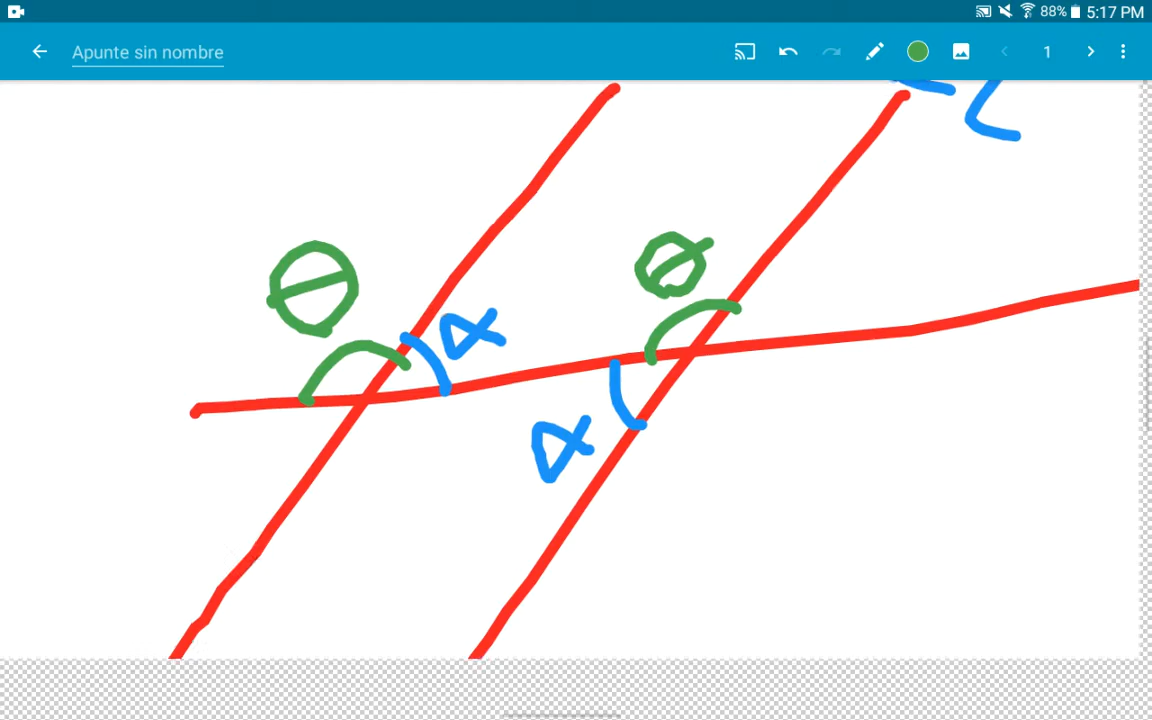 88% 5:17 PM
Apunte sin nombre
1
θ
θ
α
α